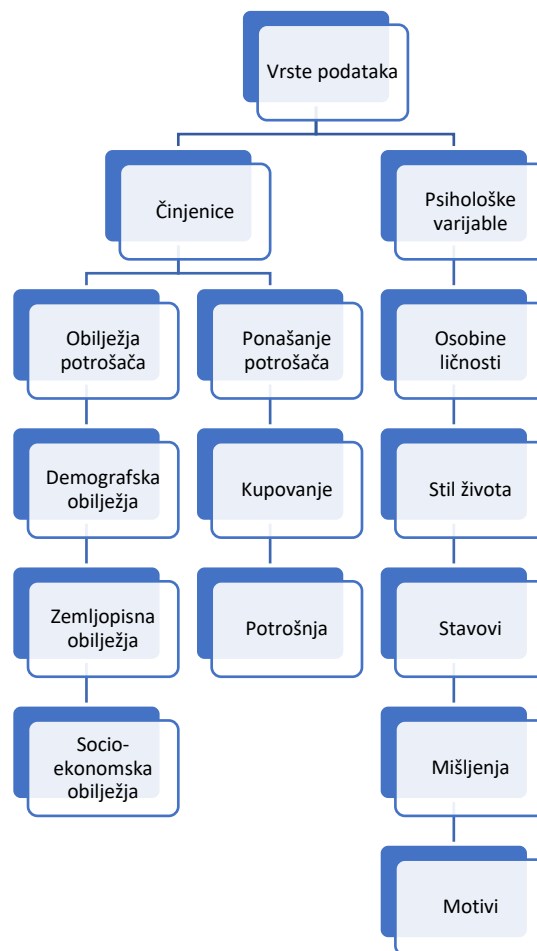 Vrste podataka
Činjenice
Psihološke
varijable
Obilježja
potrošača
Ponašanje
potrošača
Osobine
ličnosti
Demografska
obilježja
Kupovanje
Stil života
Zemljopisna
obilježja
Potrošnja
Stavovi
Socio-
ekonomska
obilježja
Mišljenja
Motivi